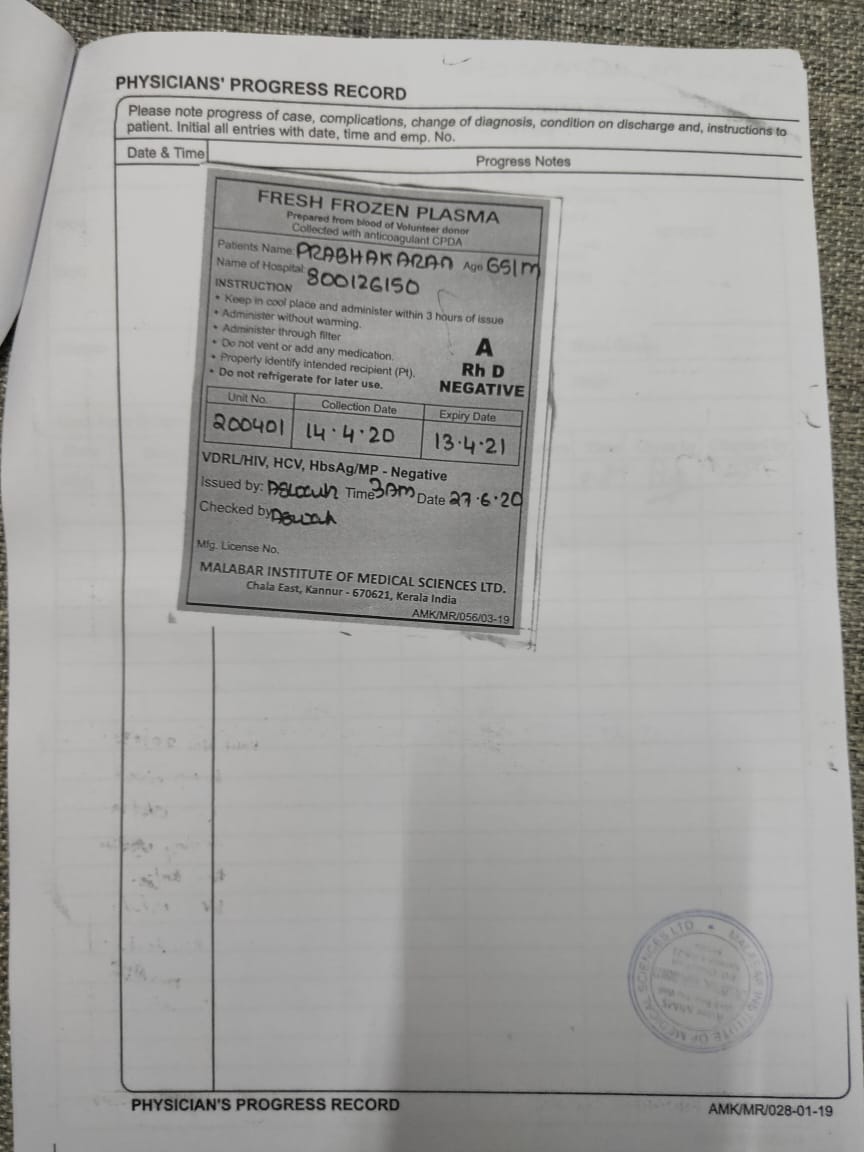 PHYSICIANS' PROGRESS RECORD
Please note progress of case, complications, change of diagnosis, condition on discharge and, instructions to
patient. Initial all entries with date, time and emp. No.
Date & Time Progress Notes
FRESH FROZEN PLASMA
Prepared from blood of Volunteer donor
Collected with anticoagulant CPDA
Patients Name: PRABHAKARAN Age 65/m
Name of Hospital: 800126150
INSTRUCTION
• Keep in cool place and administer within 3 hours of issue
• Administer without warming.
• Administer through filter
• Do not vent or add any medication.
• Properly identify intended recipient (Pt).
• Do not refrigerate for later use.
A
Rh D
NEGATIVE
Unit No. Collection Date Expiry Date
200401 14.4.20 13.4.21
VDRL/HIV, HCV, HbsAg/MP - Negative
Issued by: Time 3Am Date 27.6.20
Checked by
Mfg. License No.
MALABAR INSTITUTE OF MEDICAL SCIENCES LTD.
Chala East, Kannur - 670621, Kerala India
AMK/MR/056/03-19
MALABAR INSTITUTE OF MEDICAL SCIENCES LTD
PHYSICIAN'S PROGRESS RECORD AMK/MR/028-01-19